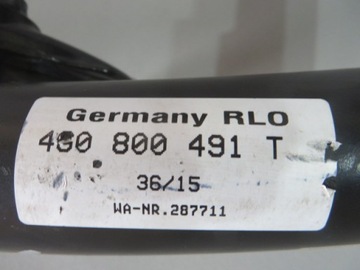 Germany RLO
4G0 800 491 T
36/15
WA-NR.287711